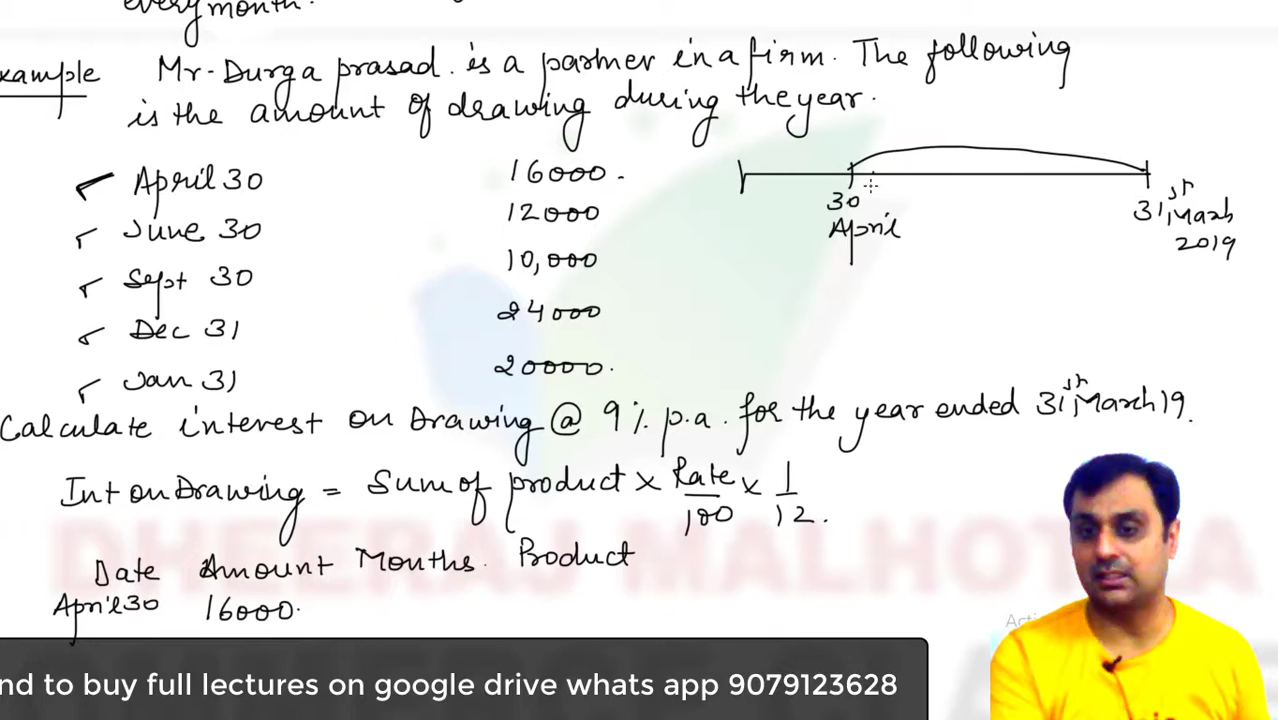 every month.
xample Mr. Durga prasad. is a partner in a firm. The following
is the amount of drawing during the year.
April 30 16000.
June 30 12000
Sept 30 10,000
Dec 31 24000
Jan 31 20000.
30
April
31st March
2019
Calculate interest on Drawing @ 9% p.a. for the year ended 31st March 19.
Int on Drawing = Sum of product x Rate/100 x 1/12.
Date Amount Months. Product
April 30 16000.
DHEERAJ MALHOTRA
nd to buy full lectures on google drive whats app 9079123628